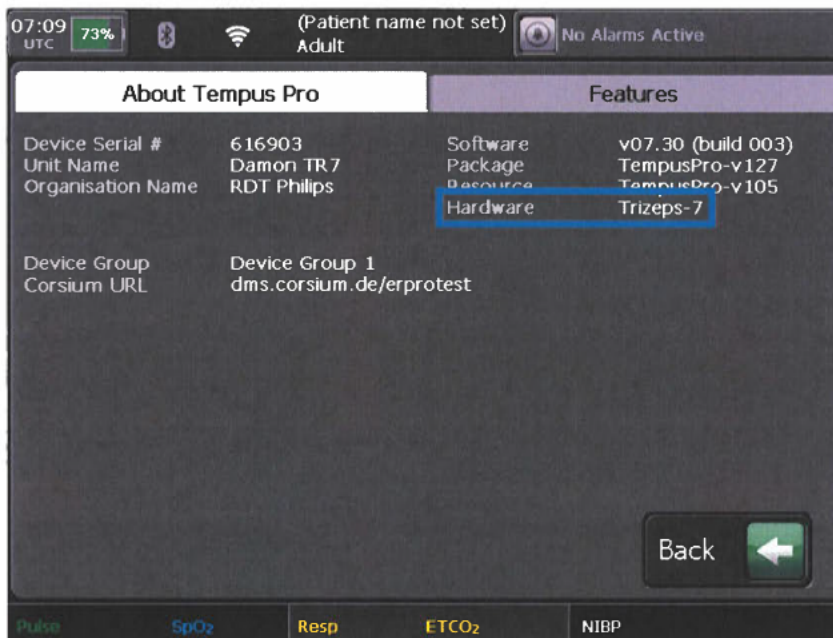 07:09
UTC
73%
(Patient name not set)
Adult
No Alarms Active
About Tempus Pro
Features
Device Serial # 616903
Unit Name Damon TR7
Organisation Name RDT Philips
Software v07.30 (build 003)
Package TempusPro-v127
Resource TempusPro-v105
Hardware Trizeps-7
Device Group Device Group 1
Corsium URL dms.corsium.de/erprotest
Back
Pulse SpO₂ Resp ETCO₂ NIBP